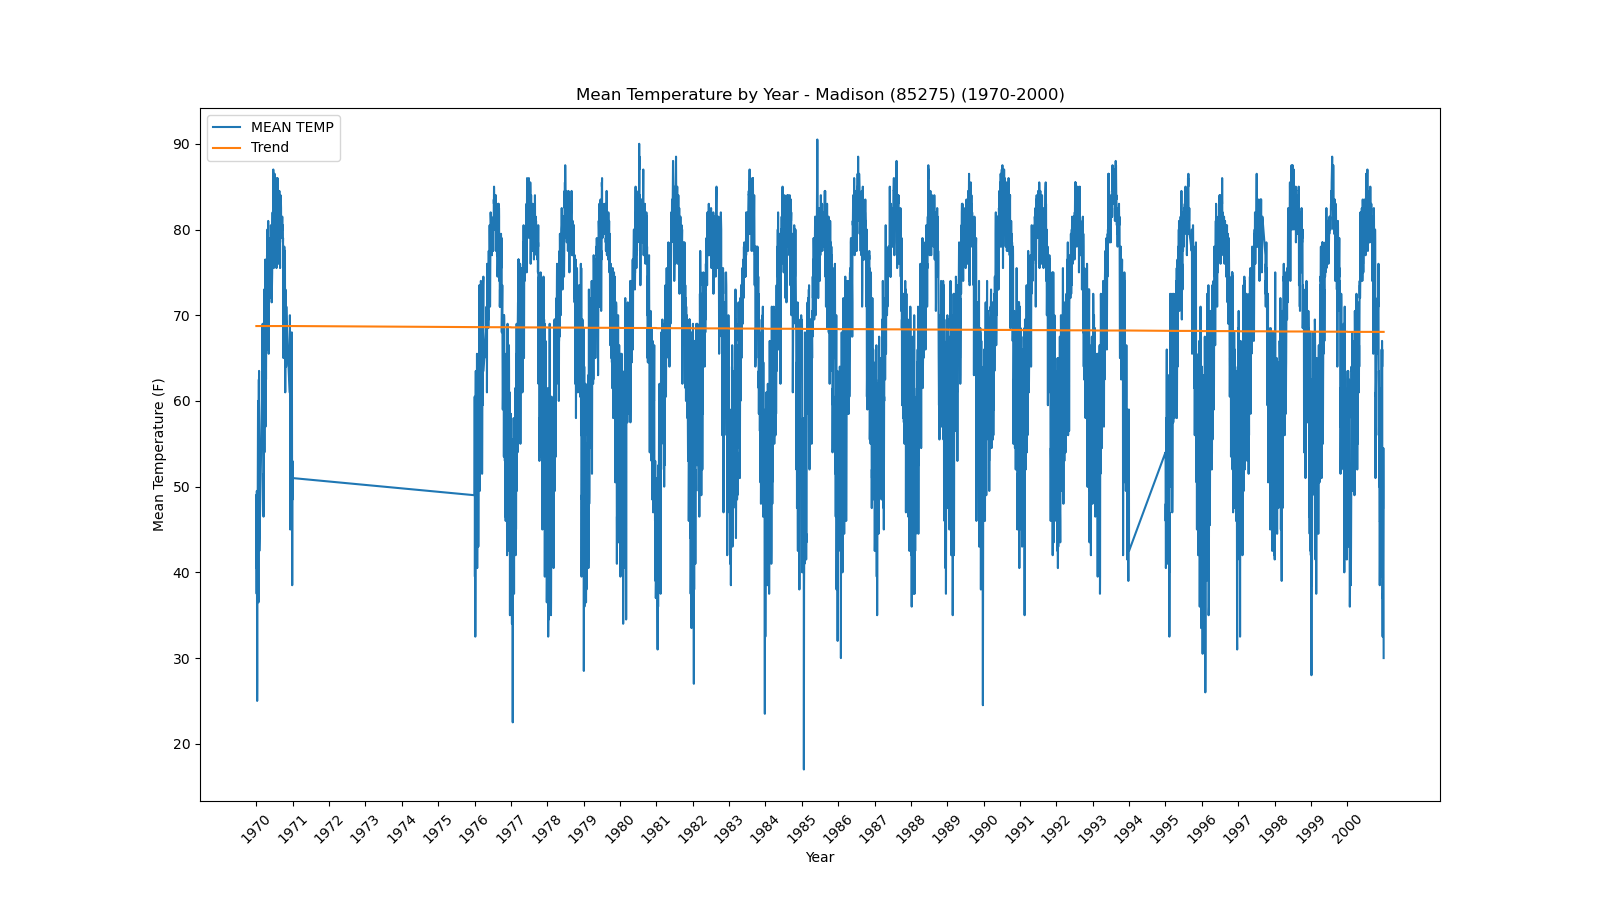 Mean Temperature by Year - Madison (85275) (1970-2000)
MEAN TEMP
Trend
90
80
70
60
50
40
30
20
Mean Temperature (F)
1970 1971 1972 1973 1974 1975 1976 1977 1978 1979 1980 1981 1982 1983 1984 1985 1986 1987 1988 1989 1990 1991 1992 1993 1994 1995 1996 1997 1998 1999 2000
Year